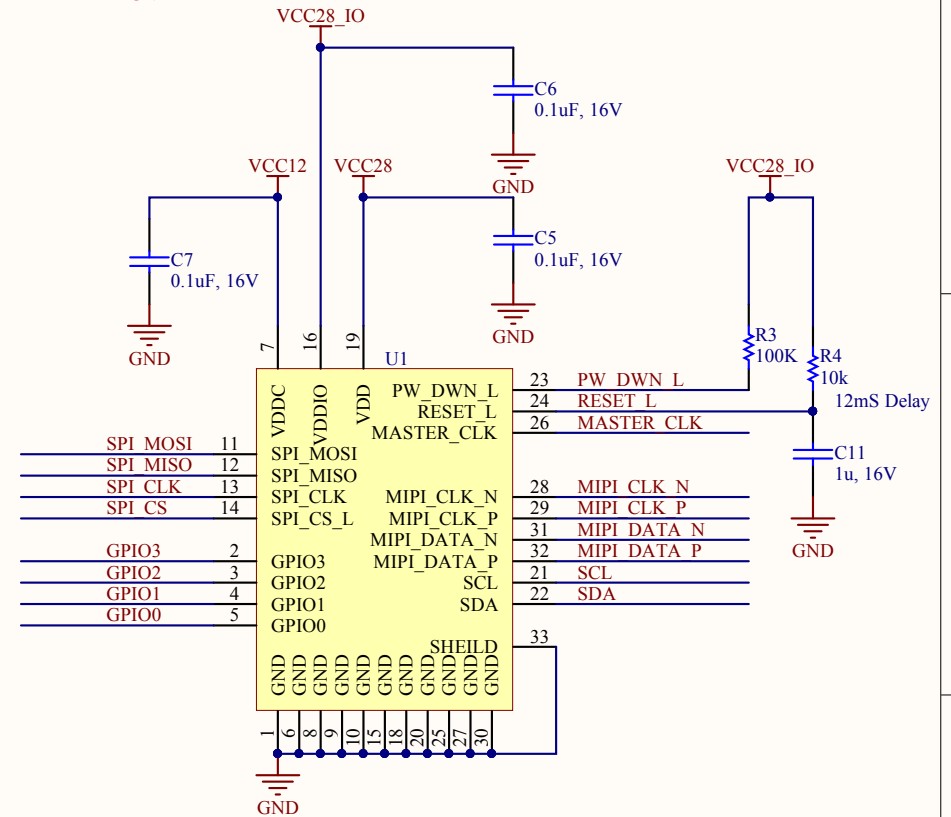 VCC28_IO
C6
0.1uF, 16V
GND
VCC12
VCC28
VCC28_IO
C7
0.1uF, 16V
GND
C5
0.1uF, 16V
GND
R3
100K
R4
10k
12mS Delay
C11
1u, 16V
GND
U1
7
16
19
VDDC
VDDIO
VDD
PW_DWN_L 23 PW_DWN_L
RESET_L 24 RESET_L
MASTER_CLK 26 MASTER_CLK
SPI_MOSI 11 SPI_MOSI
SPI_MISO 12 SPI_MISO
SPI_CLK 13 SPI_CLK
SPI_CS 14 SPI_CS_L
MIPI_CLK_N 28 MIPI_CLK_N
MIPI_CLK_P 29 MIPI_CLK_P
MIPI_DATA_N 31 MIPI_DATA_N
MIPI_DATA_P 32 MIPI_DATA_P
SCL 21 SCL
SDA 22 SDA
GPIO3 2 GPIO3
GPIO2 3 GPIO2
GPIO1 4 GPIO1
GPIO0 5 GPIO0
SHEILD 33
GND GND GND GND GND GND GND GND GND GND GND
1 6 8 9 10 15 18 20 25 27 30
GND